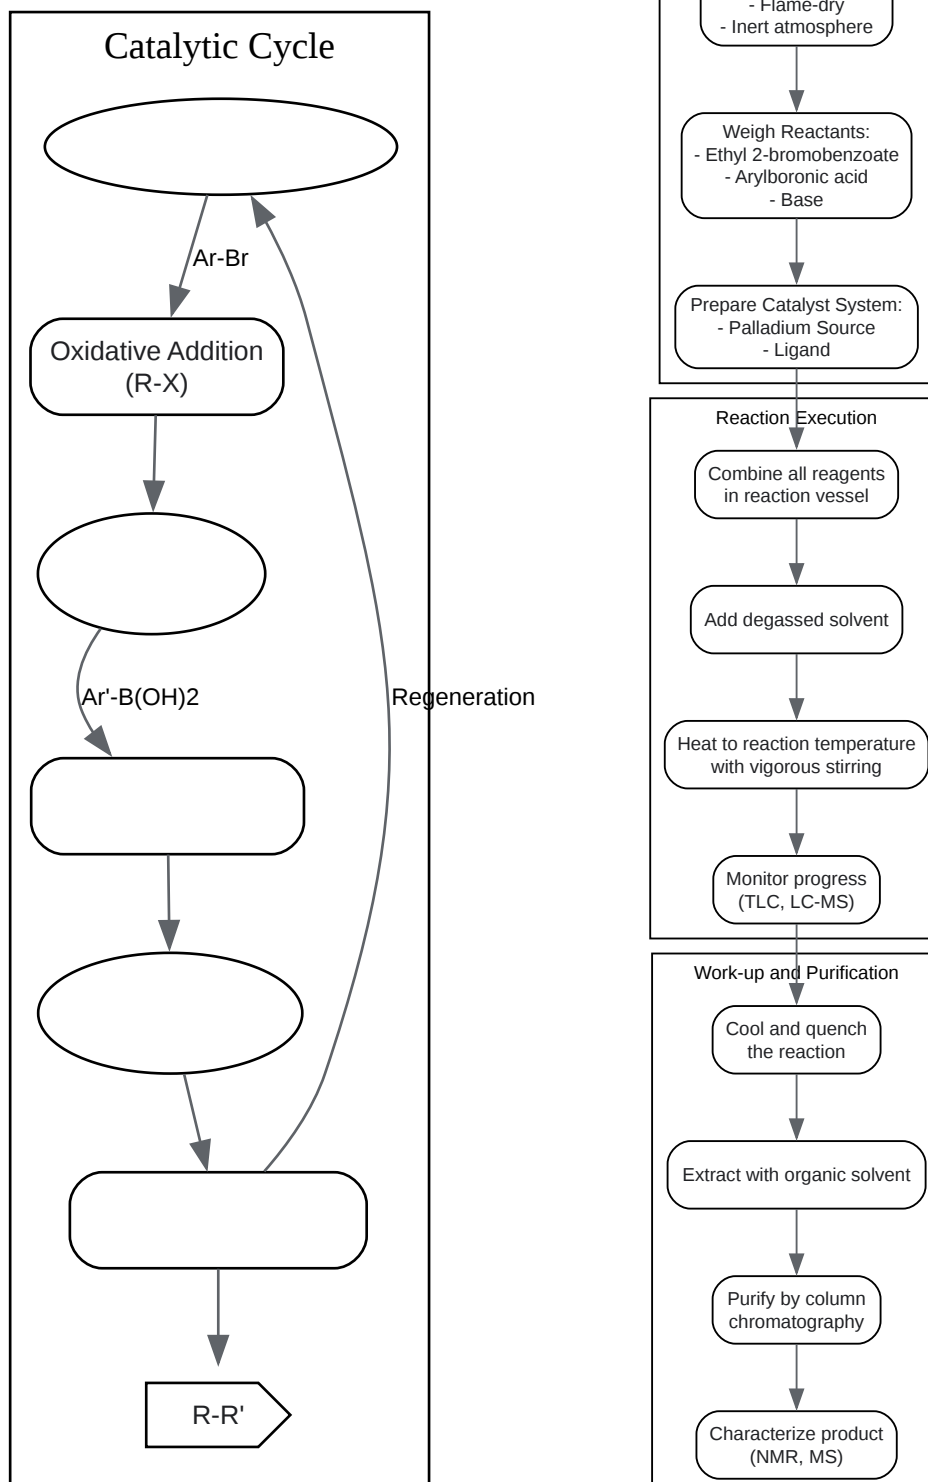 Catalytic Cycle
Ar-Br
Oxidative Addition
(R-X)
Ar'-B(OH)2
Regeneration
R-R'
- Flame-dry
- Inert atmosphere
Weigh Reactants:
- Ethyl 2-bromobenzoate
- Arylboronic acid
- Base
Prepare Catalyst System:
- Palladium Source
- Ligand
Reaction Execution
Combine all reagents
in reaction vessel
Add degassed solvent
Heat to reaction temperature
with vigorous stirring
Monitor progress
(TLC, LC-MS)
Work-up and Purification
Cool and quench
the reaction
Extract with organic solvent
Purify by column
chromatography
Characterize product
(NMR, MS)